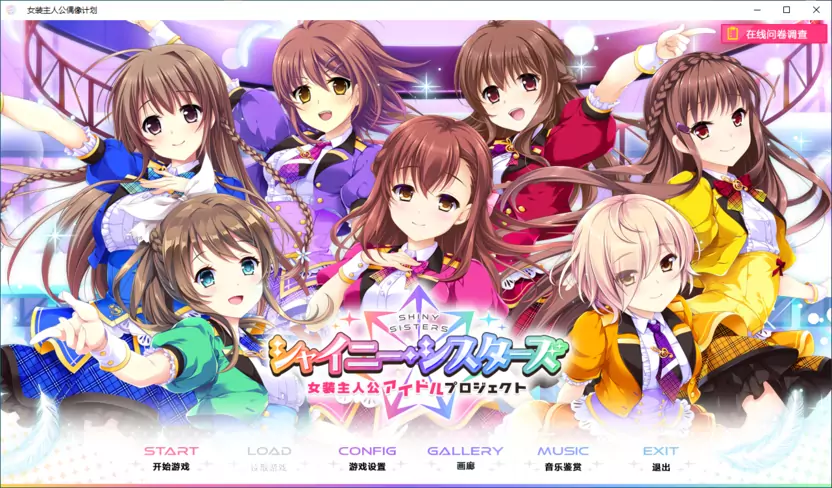 女装主人公偶像计划
在线问卷调查
SHINY
SISTERS
シャイニーシスターズ
女装主人公アイドルプロジェクト
START LOAD CONFIG GALLERY MUSIC EXIT
开始游戏 读取游戏 游戏设置 画廊 音乐鉴赏 退出